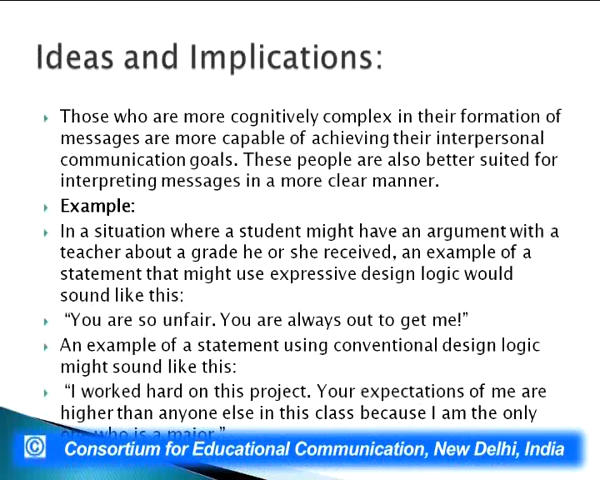 Ideas and Implications:
Those who are more cognitively complex in their formation of
messages are more capable of achieving their interpersonal
communication goals. These people are also better suited for
interpreting messages in a more clear manner.
Example:
In a situation where a student might have an argument with a
teacher about a grade he or she received, an example of a
statement that might use expressive design logic would
sound like this:
“You are so unfair. You are always out to get me!”
An example of a statement using conventional design logic
might sound like this:
“I worked hard on this project. Your expectations of me are
higher than anyone else in this class because I am the only
one who is a major.”
© Consortium for Educational Communication, New Delhi, India